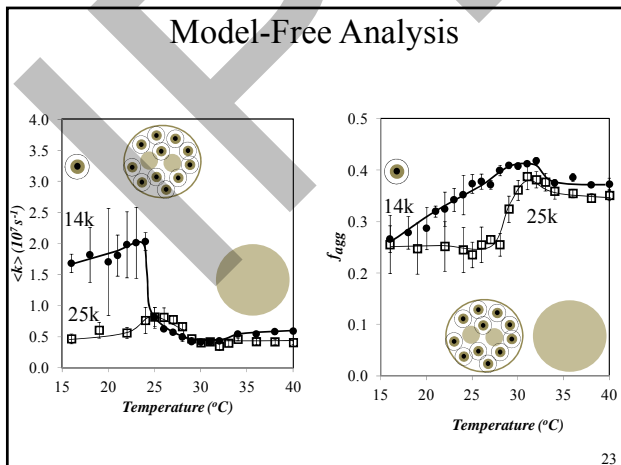 Model-Free Analysis
<k> (10⁷ s⁻¹)
4.0
3.5
3.0
2.5
2.0
1.5
1.0
0.5
0.0
14k
25k
15 20 25 30 35 40
Temperature (°C)
f_agg
0.5
0.4
0.3
0.2
0.1
0
14k
25k
15 20 25 30 35 40
Temperature (°C)
23